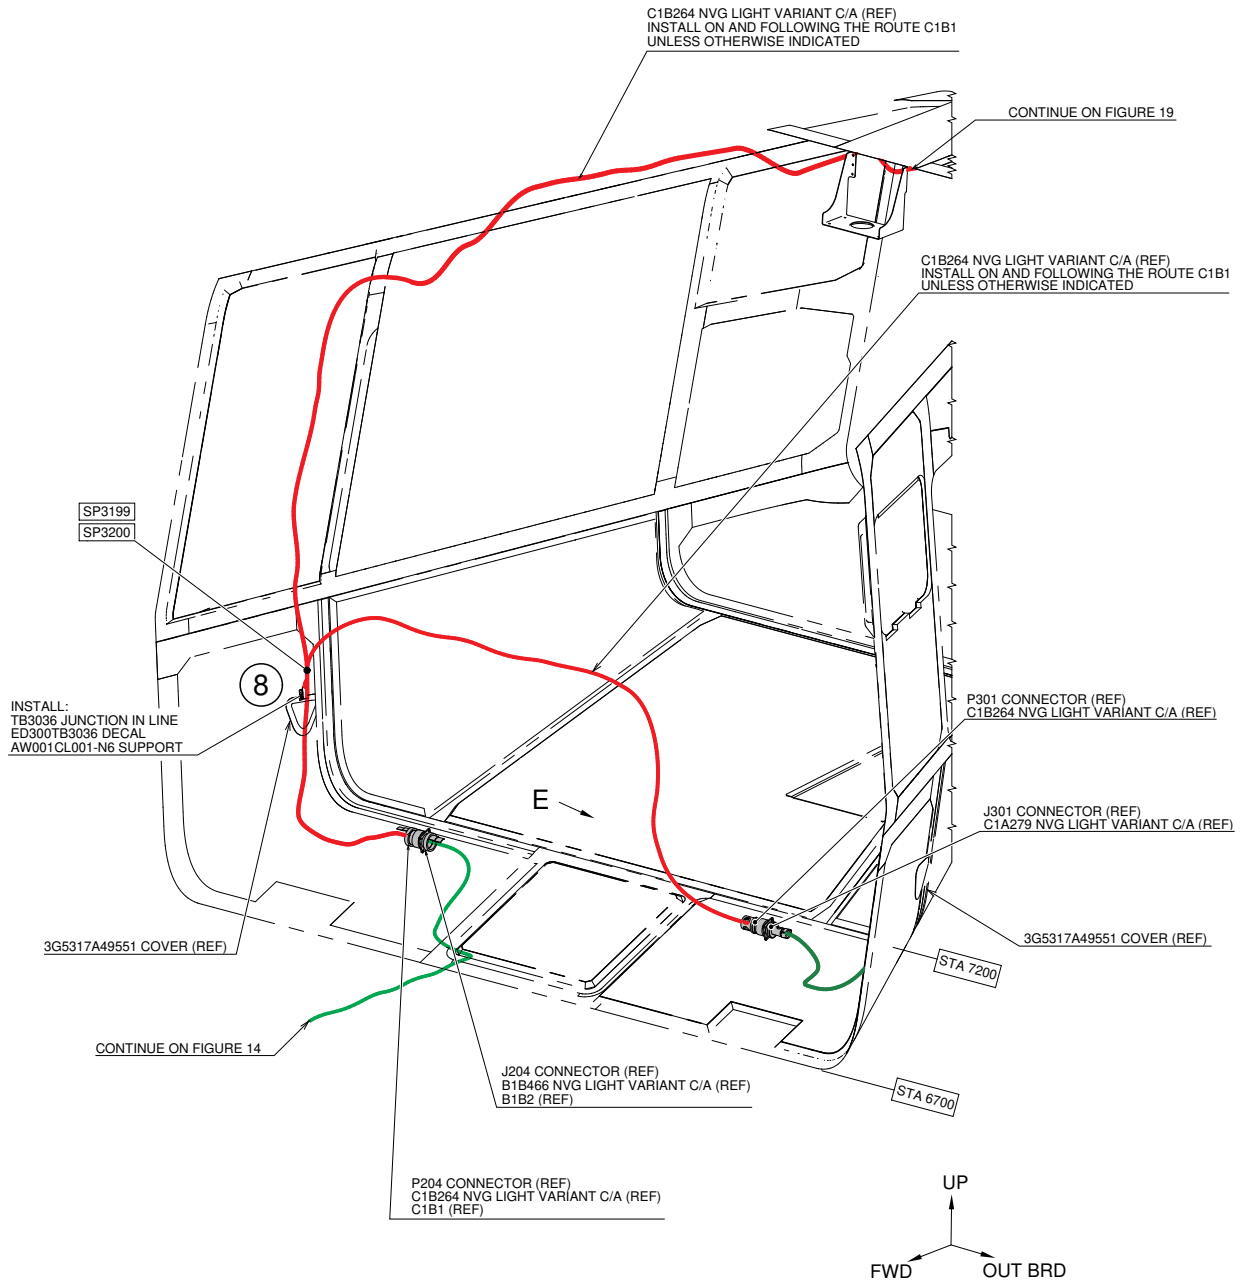 C1B264 NVG LIGHT VARIANT C/A (REF)
INSTALL ON AND FOLLOWING THE ROUTE C1B1
UNLESS OTHERWISE INDICATED
CONTINUE ON FIGURE 19
C1B264 NVG LIGHT VARIANT C/A (REF)
INSTALL ON AND FOLLOWING THE ROUTE C1B1
UNLESS OTHERWISE INDICATED
SP3199
SP3200
8
INSTALL:
TB3036 JUNCTION IN LINE
ED300TB3036 DECAL
AW001CL001-N6 SUPPORT
P301 CONNECTOR (REF)
C1B264 NVG LIGHT VARIANT C/A (REF)
E
J301 CONNECTOR (REF)
C1A279 NVG LIGHT VARIANT C/A (REF)
3G5317A49551 COVER (REF)
3G5317A49551 COVER (REF)
STA 7200
CONTINUE ON FIGURE 14
J204 CONNECTOR (REF)
B1B466 NVG LIGHT VARIANT C/A (REF)
B1B2 (REF)
STA 6700
P204 CONNECTOR (REF)
C1B264 NVG LIGHT VARIANT C/A (REF)
C1B1 (REF)
UP
FWD
OUT BRD